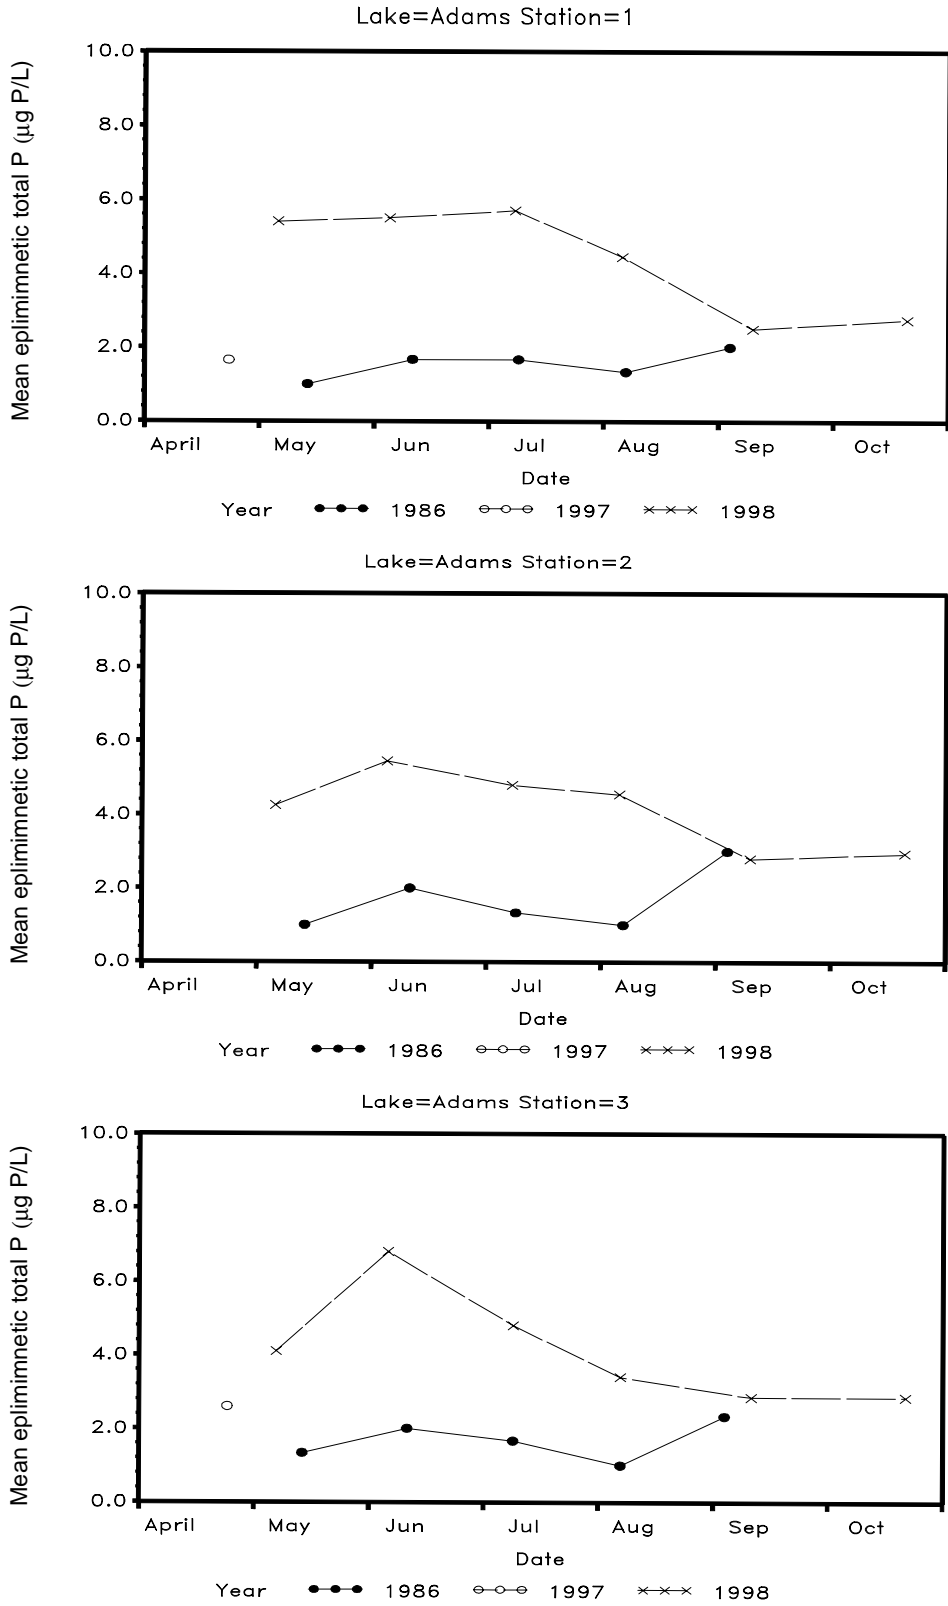 Lake=Adams Station=1
Mean eplimimnetic total P (μg P/L)
10.0
8.0
6.0
4.0
2.0
0.0
April May Jun Jul Aug Sep Oct
Date
Year 1986 1997 1998
Lake=Adams Station=2
Mean eplimimnetic total P (μg P/L)
10.0
8.0
6.0
4.0
2.0
0.0
April May Jun Jul Aug Sep Oct
Date
Year 1986 1997 1998
Lake=Adams Station=3
Mean eplimimnetic total P (μg P/L)
10.0
8.0
6.0
4.0
2.0
0.0
April May Jun Jul Aug Sep Oct
Date
Year 1986 1997 1998